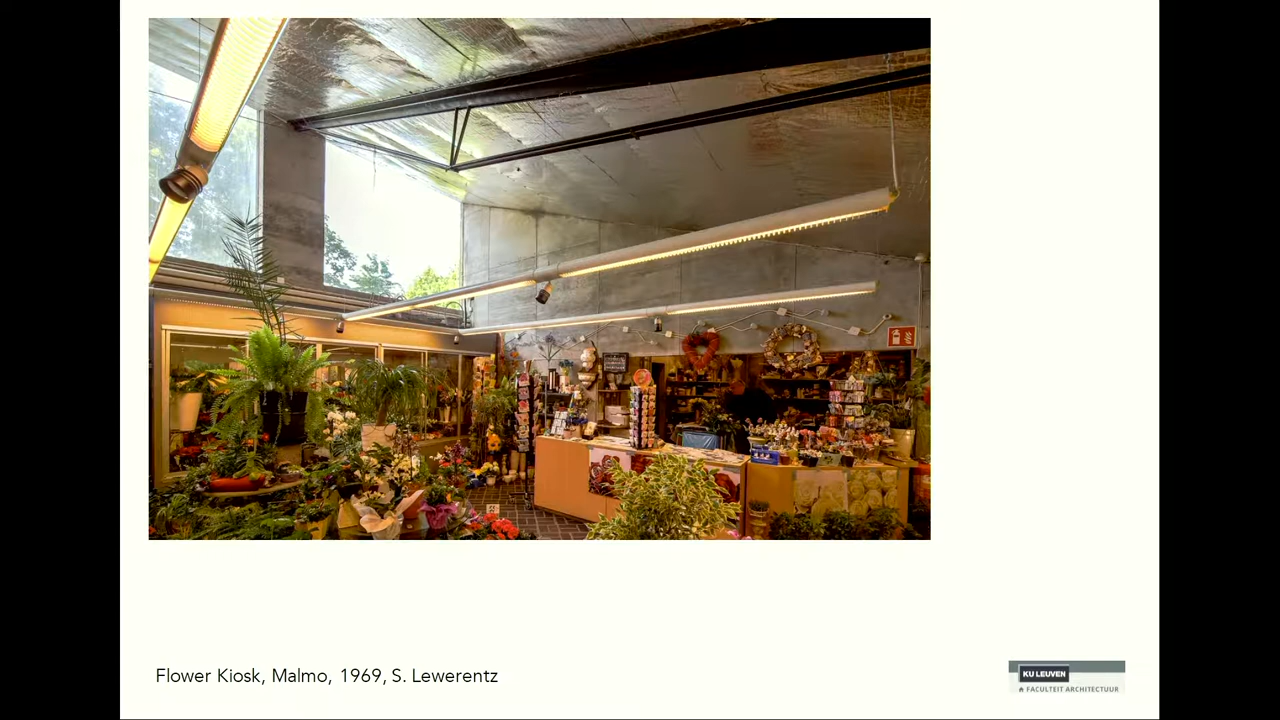 Flower Kiosk, Malmo, 1969, S. Lewerentz
KU LEUVEN
FACULTEIT ARCHITECTUUR